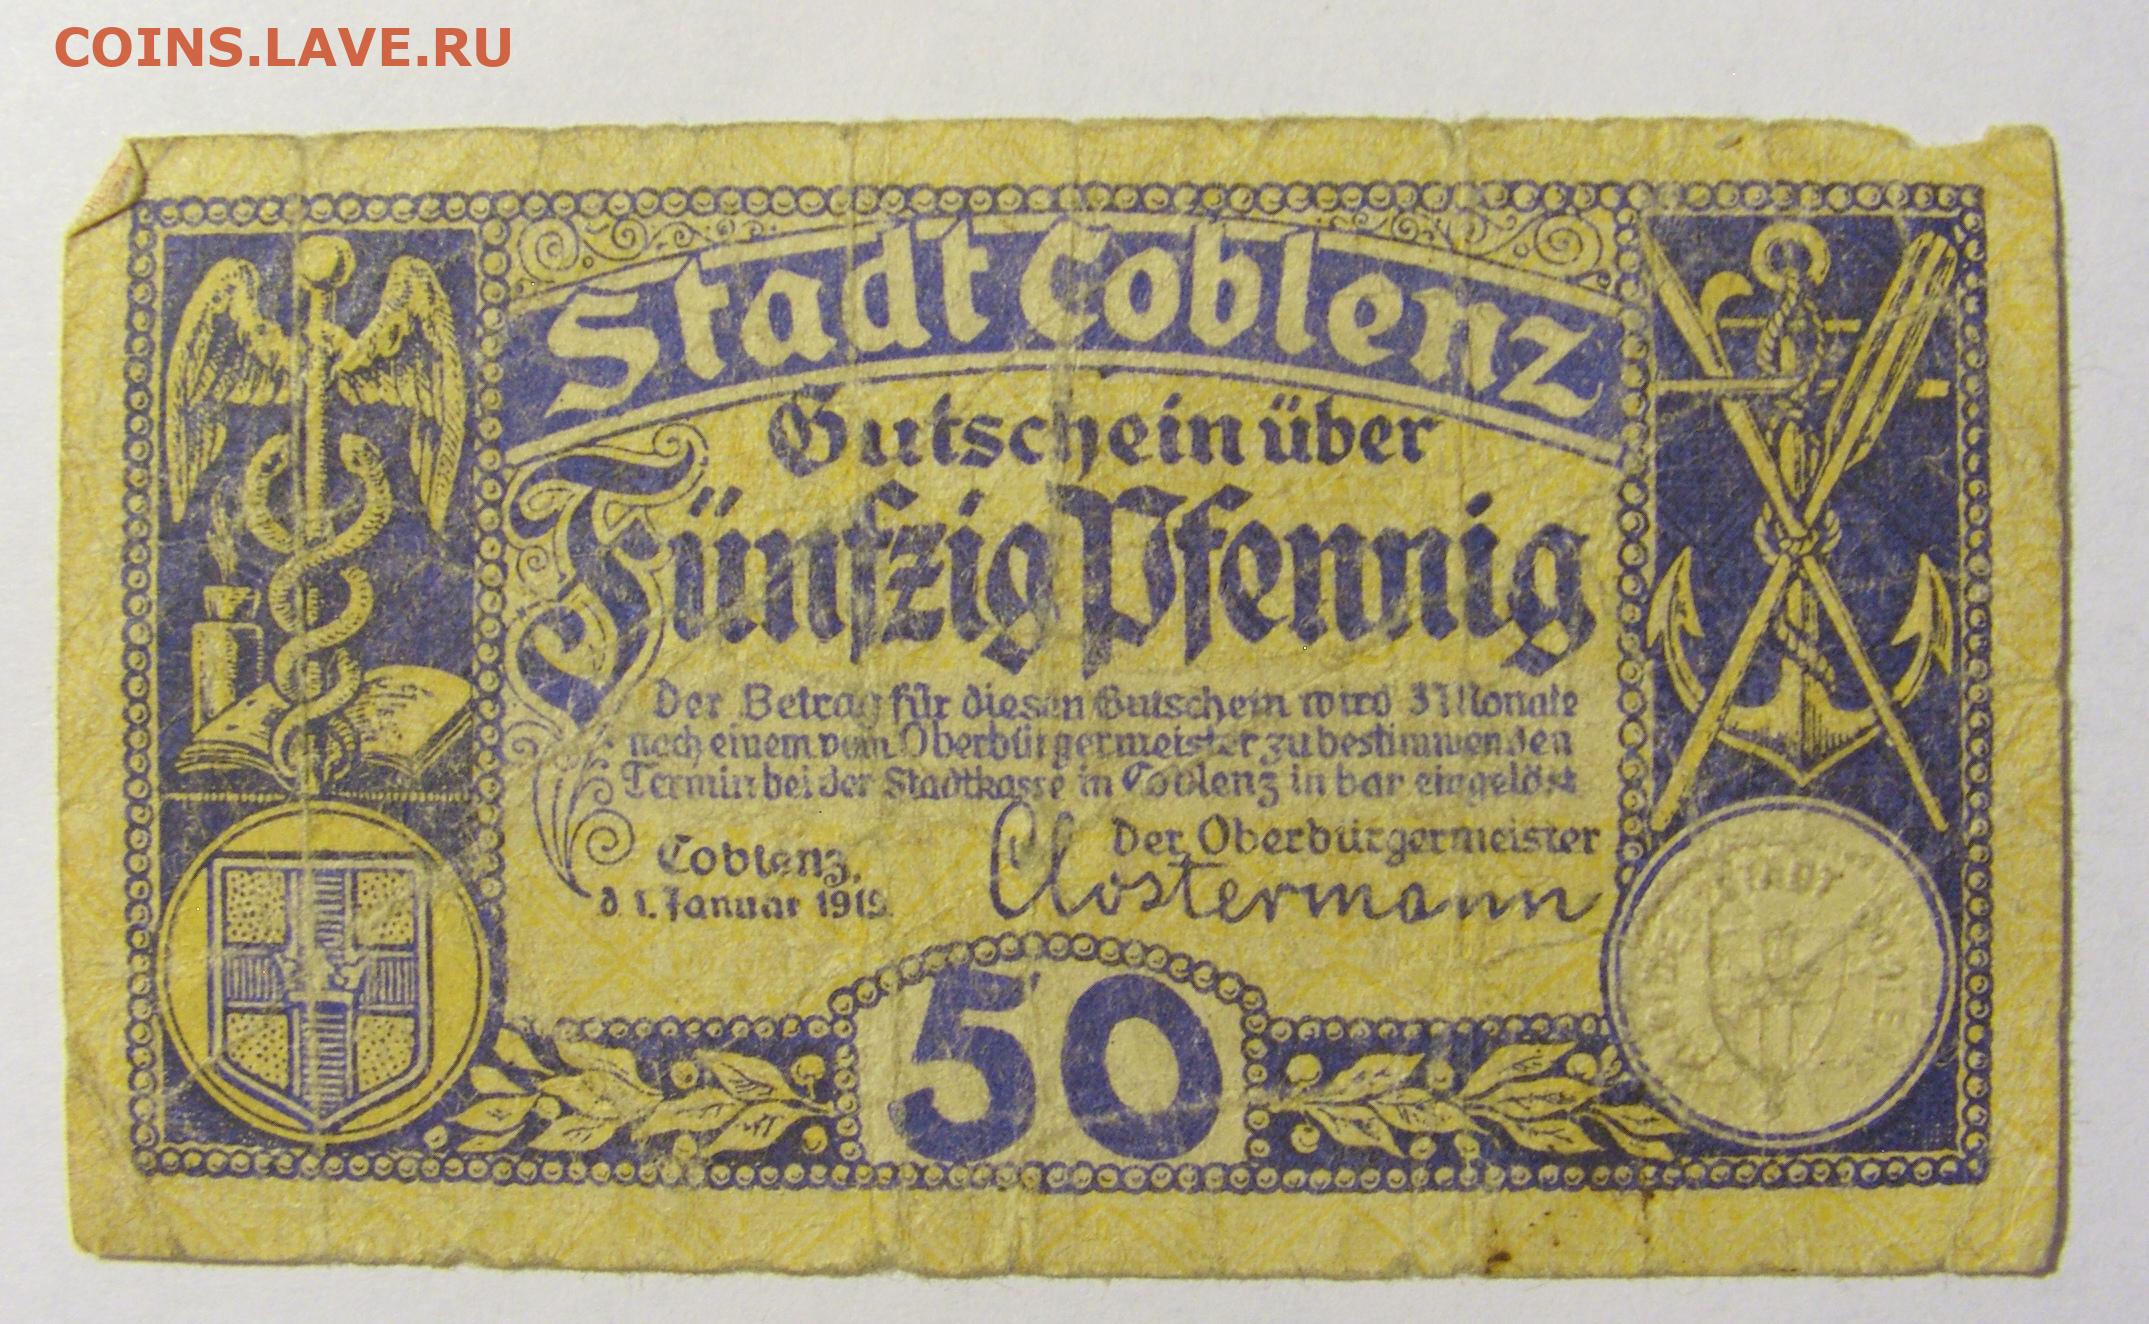 COINS.LAVE.RU
Stadt Coblenz
Gutschein über
Fünfzig Pfennig
Der Betrag für diesen Gutschein wird 3 Monate
nach einem vom Oberbürgermeister zu bestimmenden
Termin bei der Stadtkasse in Coblenz in bar eingelöst
Coblenz,
d. 1. Januar 1919.
Der Oberbürgermeister
Clostermann
50
STADT